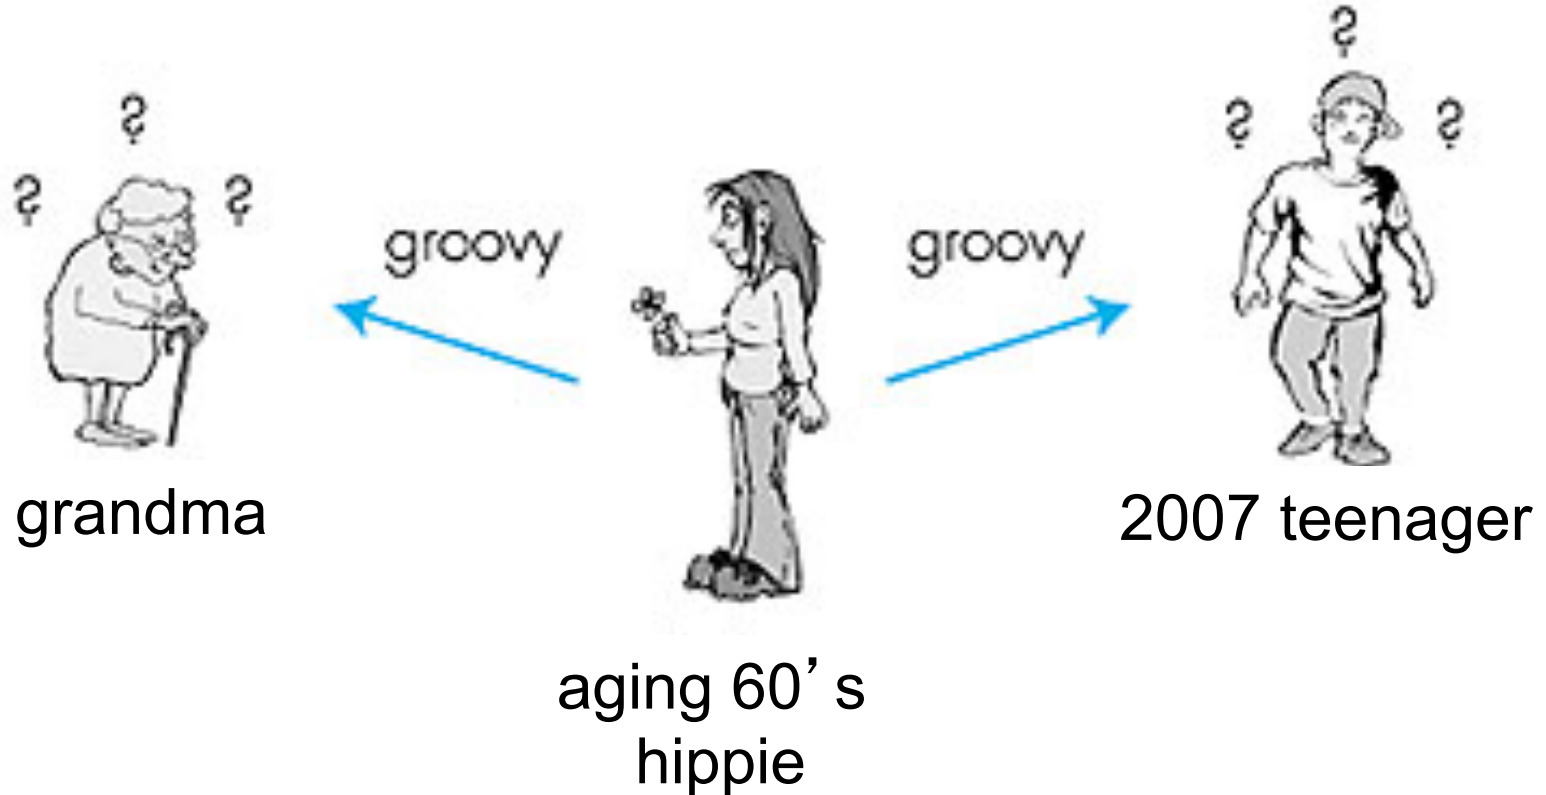 ?
?
?
?
?
?
groovy
groovy
grandma
2007 teenager
aging 60’s
hippie